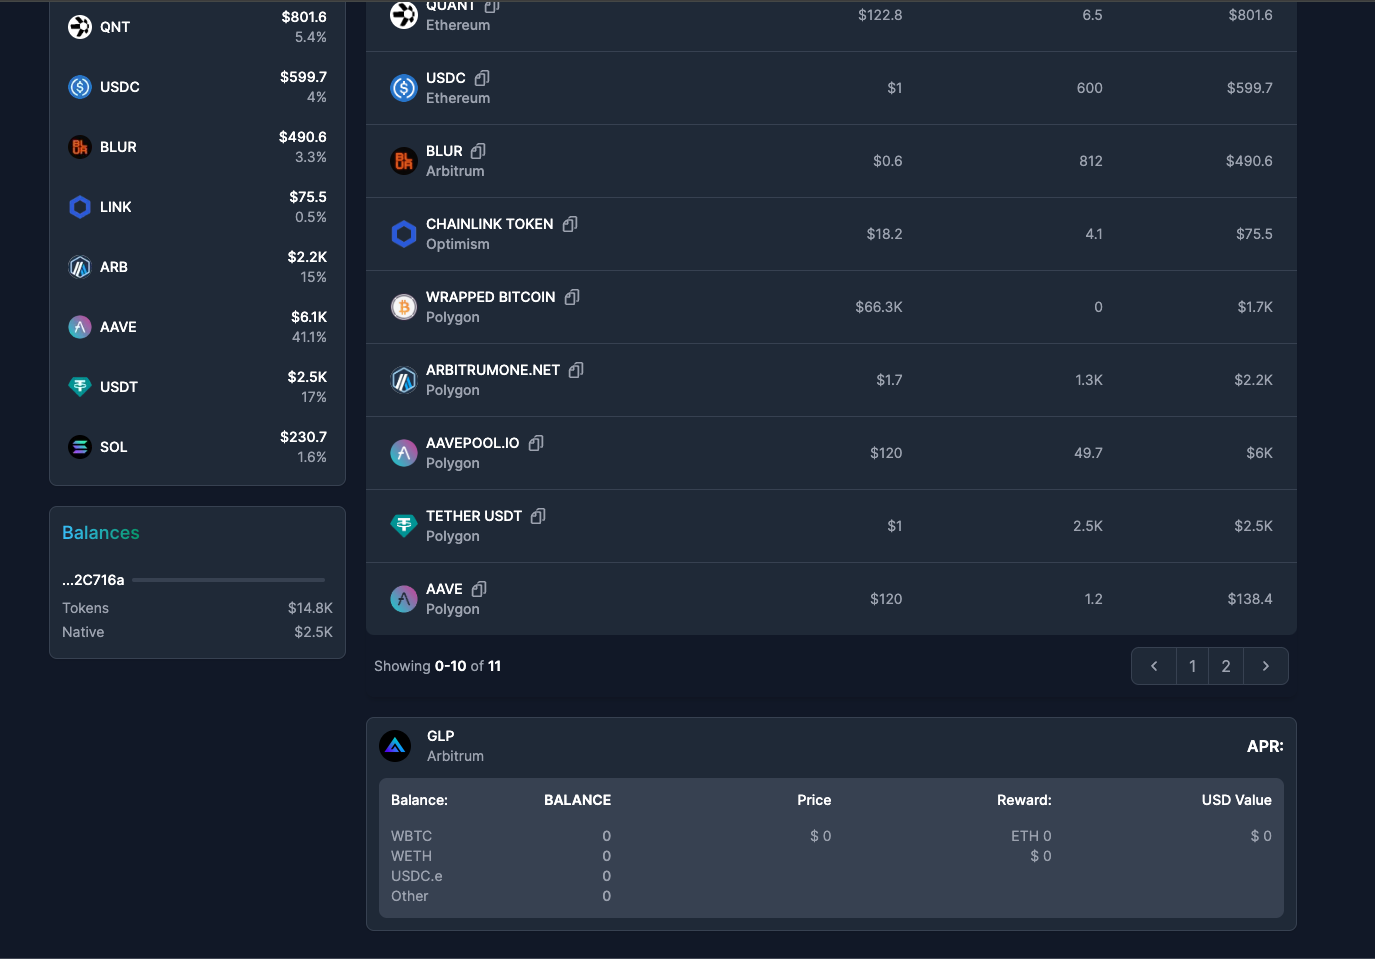 QNT $801.6
5.4%
USDC $599.7
4%
BLUR $490.6
3.3%
LINK $75.5
0.5%
ARB $2.2K
15%
AAVE $6.1K
41.1%
USDT $2.5K
17%
SOL $230.7
1.6%
Balances
...2C716a
Tokens $14.8K
Native $2.5K
QUANT
Ethereum $122.8 6.5 $801.6
USDC
Ethereum $1 600 $599.7
BLUR
Arbitrum $0.6 812 $490.6
CHAINLINK TOKEN
Optimism $18.2 4.1 $75.5
WRAPPED BITCOIN
Polygon $66.3K 0 $1.7K
ARBITRUMONE.NET
Polygon $1.7 1.3K $2.2K
AAVEPOOL.IO
Polygon $120 49.7 $6K
TETHER USDT
Polygon $1 2.5K $2.5K
AAVE
Polygon $120 1.2 $138.4
Showing 0-10 of 11 1 2
GLP
Arbitrum APR:
Balance: BALANCE Price Reward: USD Value
WBTC 0 $ 0 ETH 0 $ 0
WETH 0 $ 0
USDC.e 0
Other 0